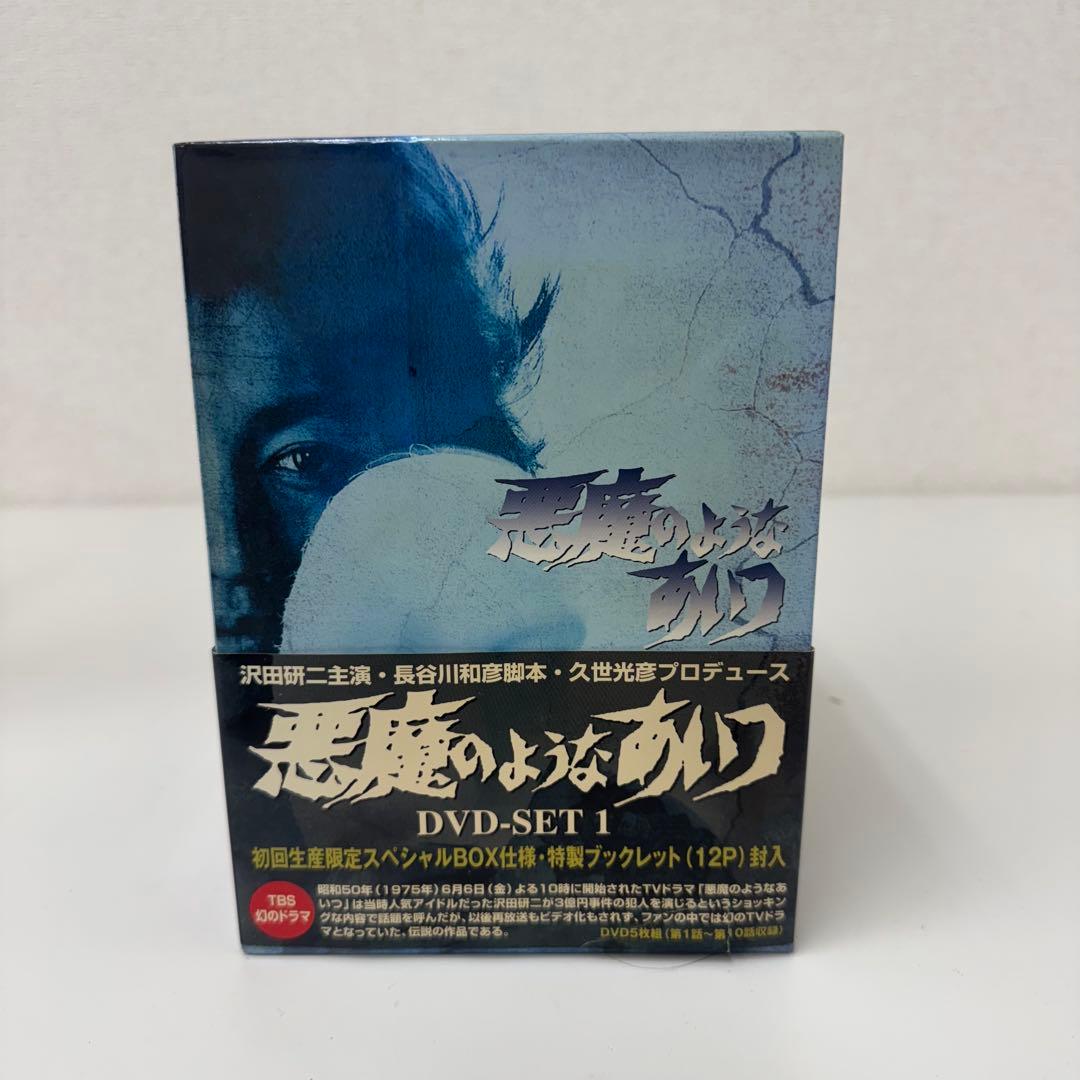 悪魔のような
あいつ
沢田研二主演・長谷川和彦脚本・久世光彦プロデュース
悪魔のようなあいつ
DVD-SET 1
初回生産限定スペシャルBOX仕様・特製ブックレット(12P)封入
TBS
幻のドラマ
昭和50年(1975年)6月6日(金)よる10時に開始されたTVドラマ「悪魔のようなあ
いつ」は当時人気アイドルだった沢田研二が3億円事件の犯人を演じるというショッキン
グな内容で話題を呼んだが、以後再放送もビデオ化もされず、ファンの中では幻のTVドラ
マとなっていた、伝説の作品である。
DVD5枚組(第1話〜第10話収録)